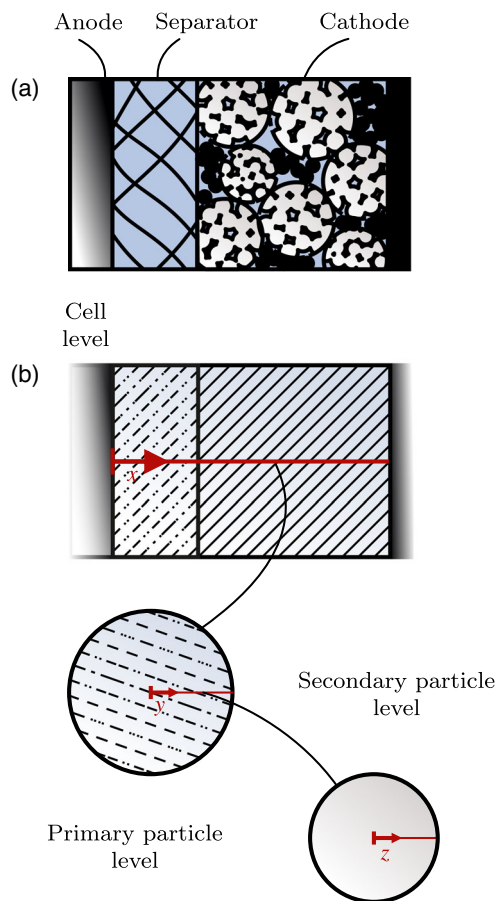 Anode
Separator
Cathode
(a)
Cell
level
(b)
x
y
Secondary particle
level
Primary particle
level
z